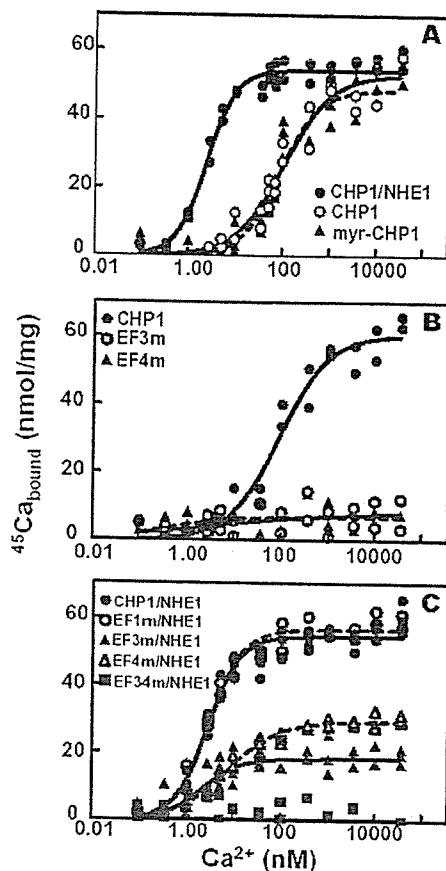 A
60
40
20
0
CHP1/NHE1
CHP1
myr-CHP1
0.01 1.00 100 10000
B
60
40
20
0
CHP1
EF3m
EF4m
0.01 1.00 100 10000
C
60
40
20
0
CHP1/NHE1
EF1m/NHE1
EF3m/NHE1
EF4m/NHE1
EF34m/NHE1
0.01 1.00 100 10000
45Ca bound (nmol/mg)
Ca2+ (nM)